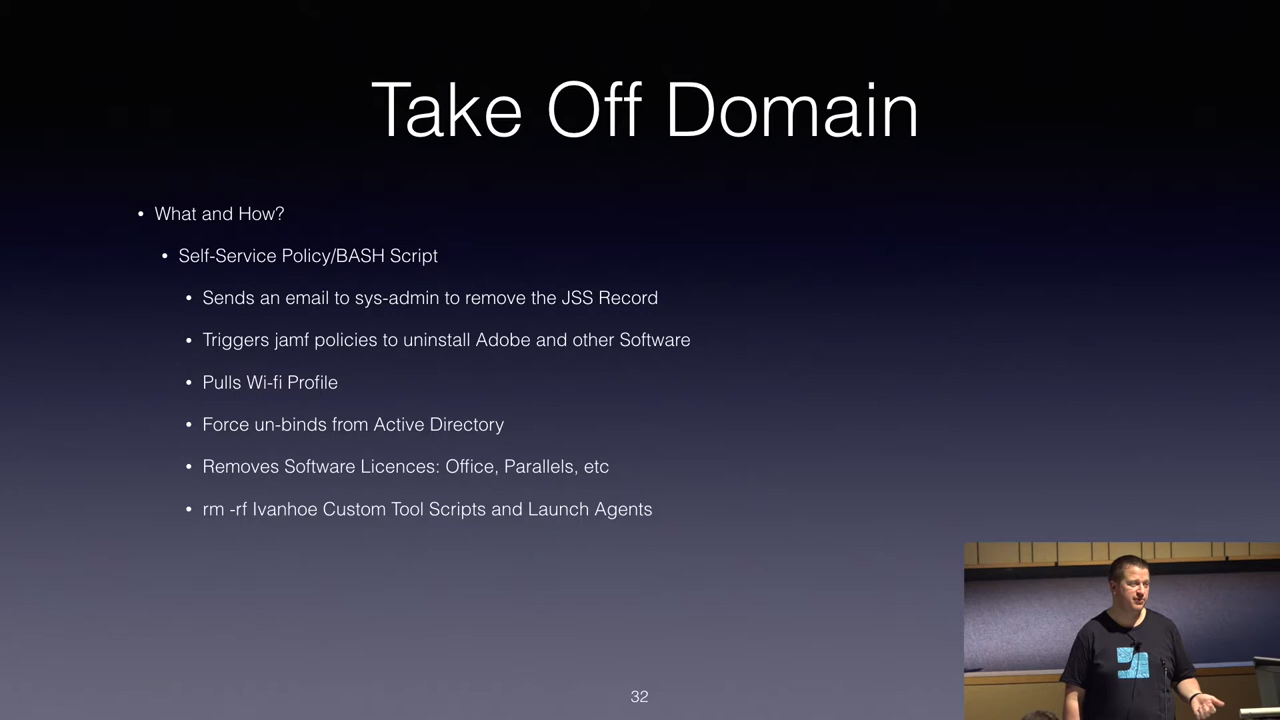 Take Off Domain
• What and How?
• Self-Service Policy/BASH Script
• Sends an email to sys-admin to remove the JSS Record
• Triggers jamf policies to uninstall Adobe and other Software
• Pulls Wi-fi Profile
• Force un-binds from Active Directory
• Removes Software Licences: Office, Parallels, etc
• rm -rf Ivanhoe Custom Tool Scripts and Launch Agents
32